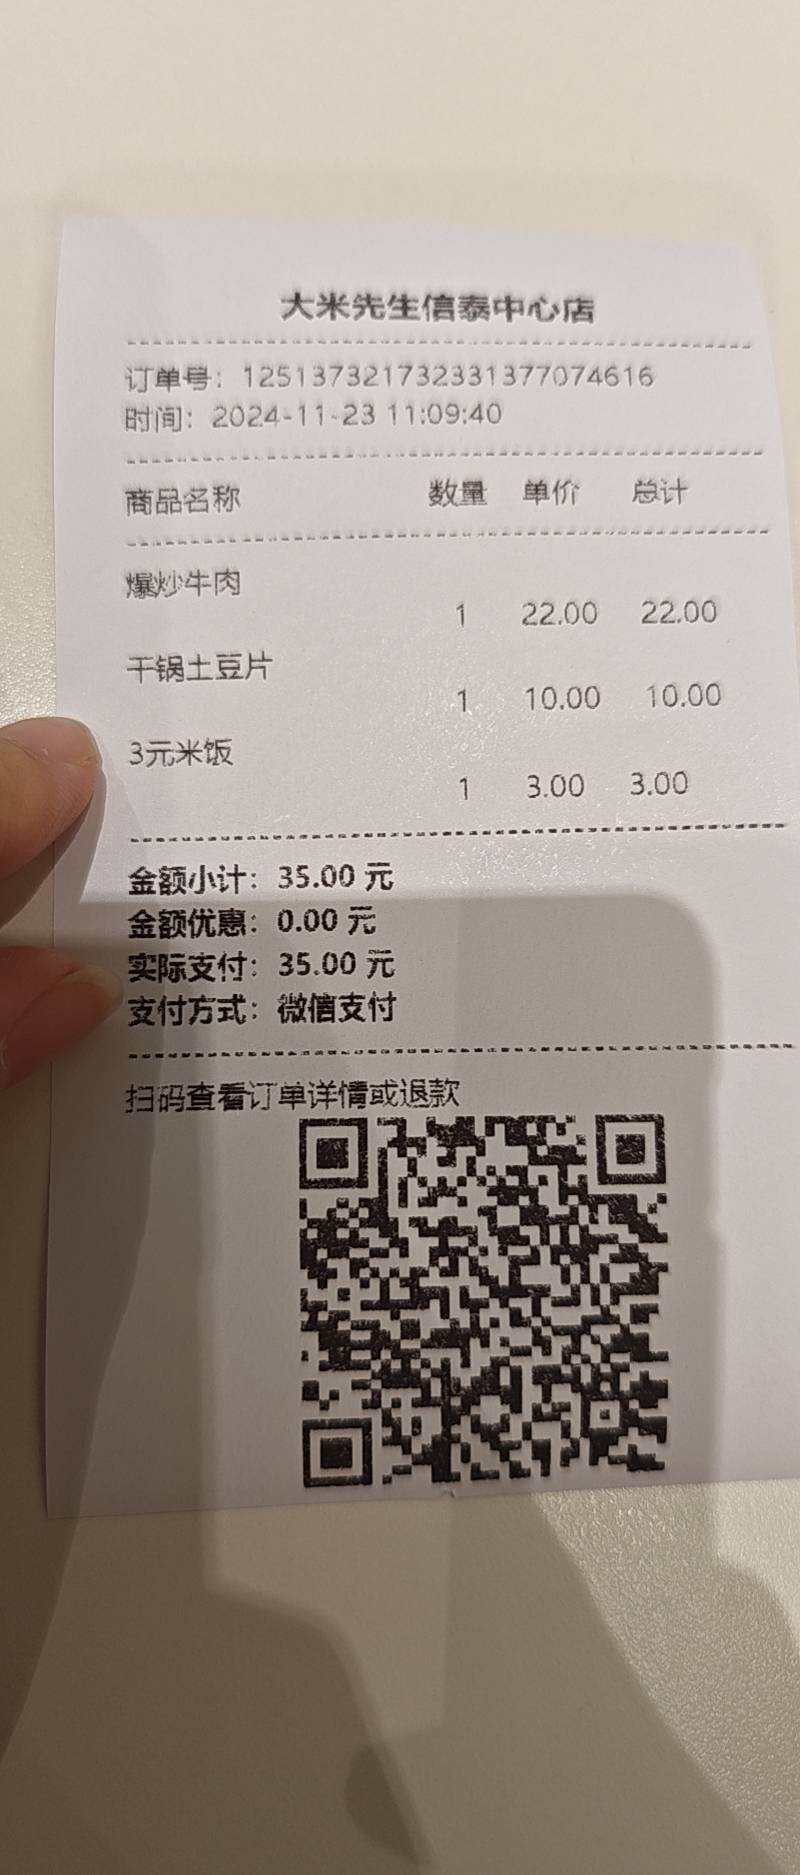 大米先生信泰中心店
订单号：1251373217323313377074616
时间：2024-11-23 11:09:40
商品名称 数量 单价 总计
爆炒牛肉
1 22.00 22.00
干锅土豆片
1 10.00 10.00
3元米饭
1 3.00 3.00
金额小计：35.00 元
金额优惠：0.00 元
实际支付：35.00 元
支付方式：微信支付
扫码查看订单详情或退款